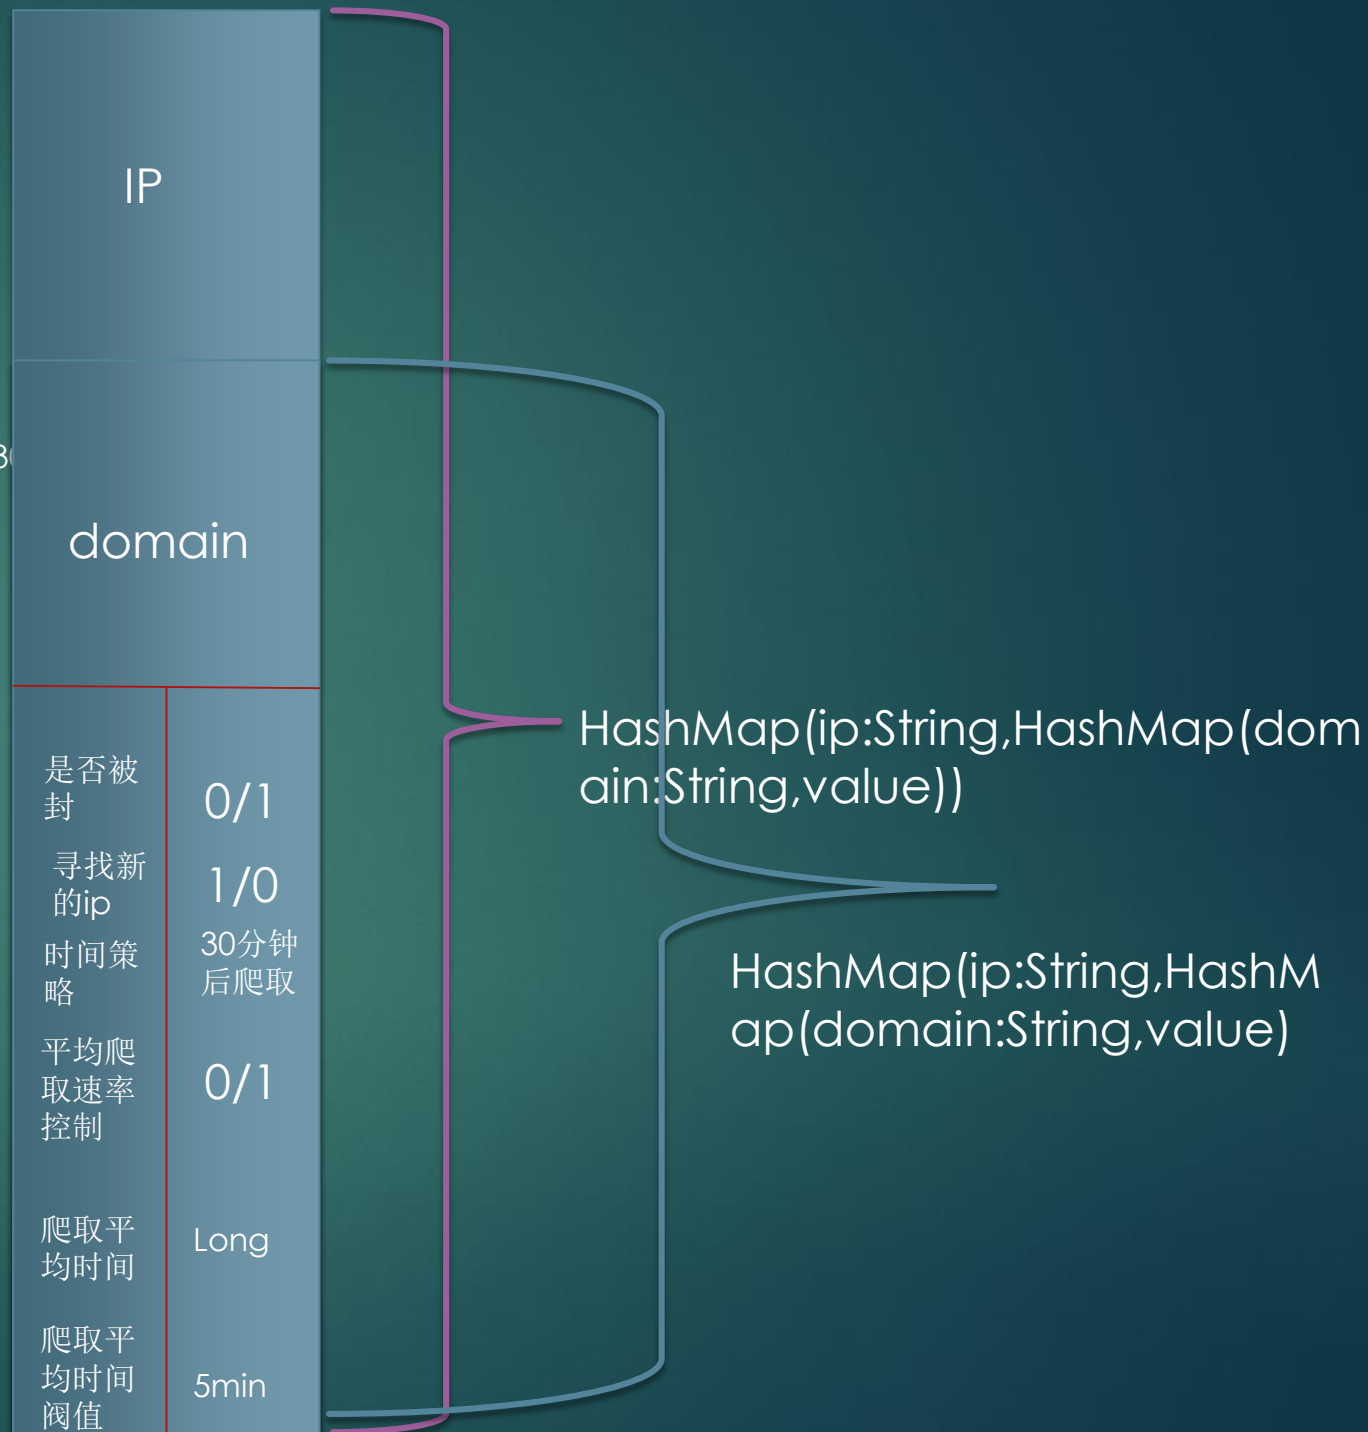 IP
domain
是否被
封
0/1
寻找新
的ip
1/0
时间策
略
30分钟
后爬取
平均爬
取速率
控制
0/1
爬取平
均时间
Long
爬取平
均时间
阀值
5min
HashMap(ip:String,HashMap(dom
ain:String,value))
HashMap(ip:String,HashM
ap(domain:String,value)